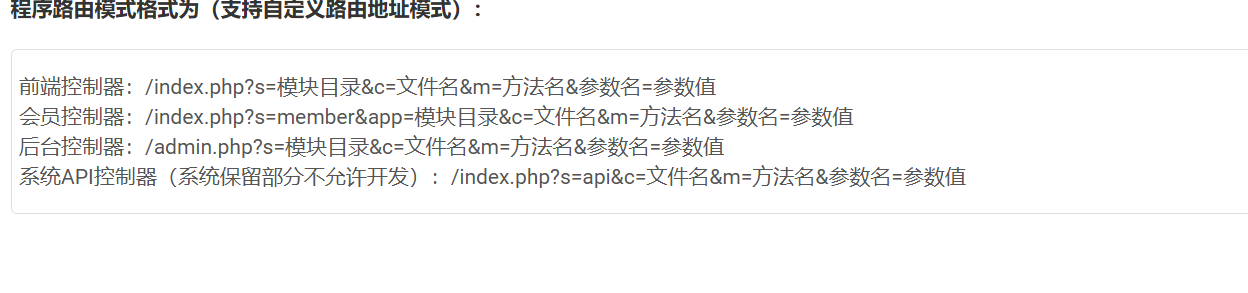 程序路由模式格式为（支持自定义路由地址模式）：
前端控制器：/index.php?s=模块目录&c=文件名&m=方法名&参数名=参数值
会员控制器：/index.php?s=member&app=模块目录&c=文件名&m=方法名&参数名=参数值
后台控制器：/admin.php?s=模块目录&c=文件名&m=方法名&参数名=参数值
系统API控制器（系统保留部分不允许开发）：/index.php?s=api&c=文件名&m=方法名&参数名=参数值